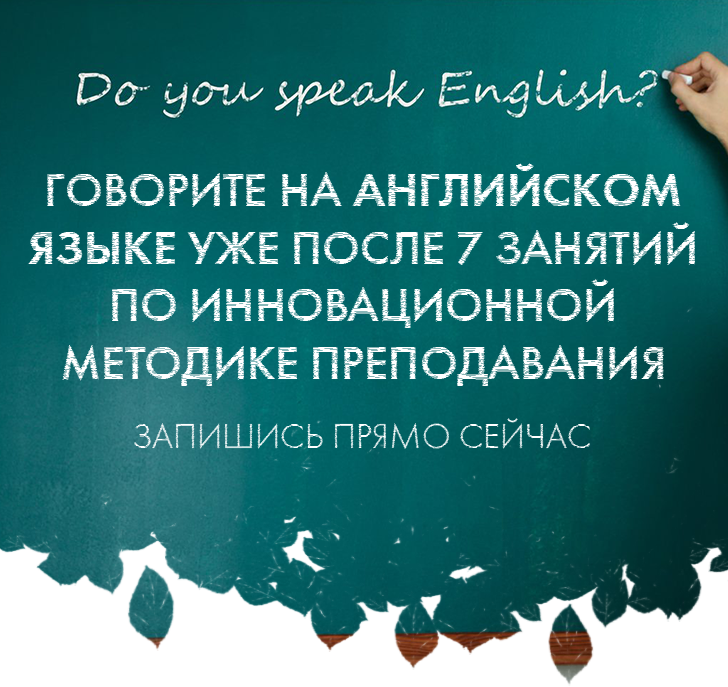 Do you speak English?
ГОВОРИТЕ НА АНГЛИЙСКОМ
ЯЗЫКЕ УЖЕ ПОСЛЕ 7 ЗАНЯТИЙ
ПО ИННОВАЦИОННОЙ
МЕТОДИКЕ ПРЕПОДАВАНИЯ
ЗАПИШИСЬ ПРЯМО СЕЙЧАС